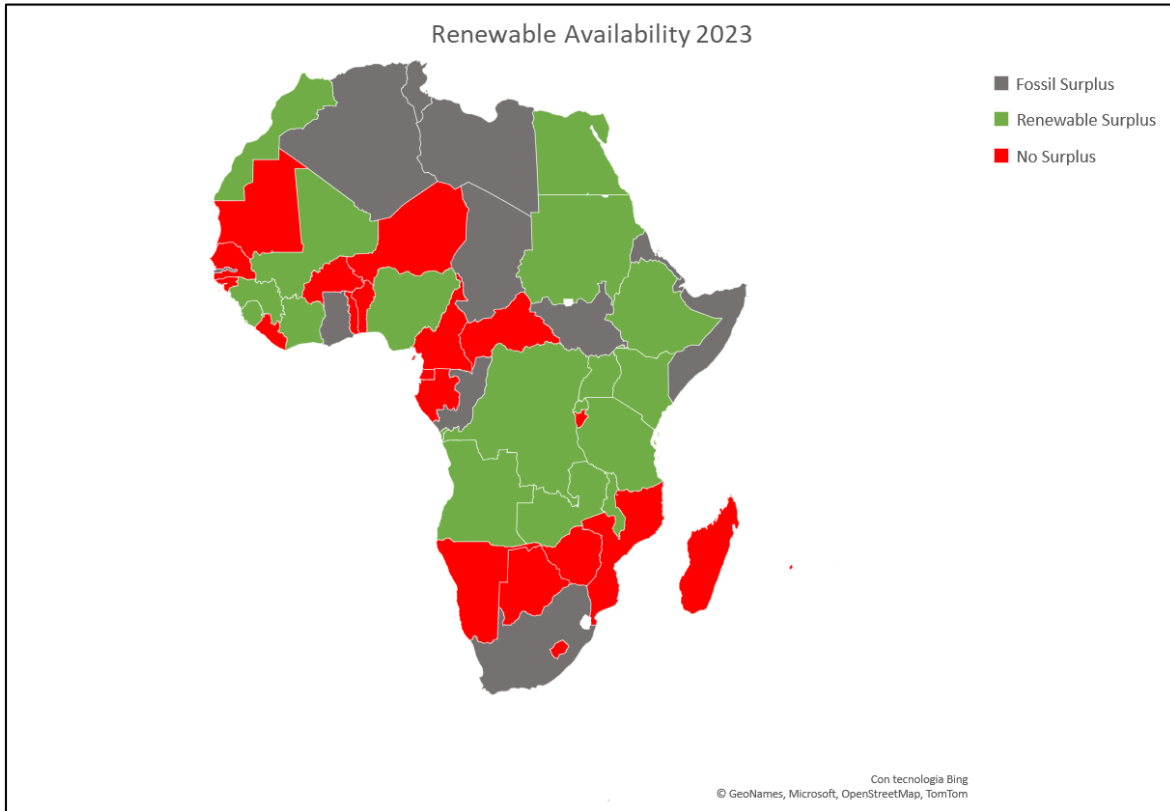 Renewable Availability 2023
Fossil Surplus
Renewable Surplus
No Surplus
Con tecnologia Bing
© GeoNames, Microsoft, OpenStreetMap, TomTom